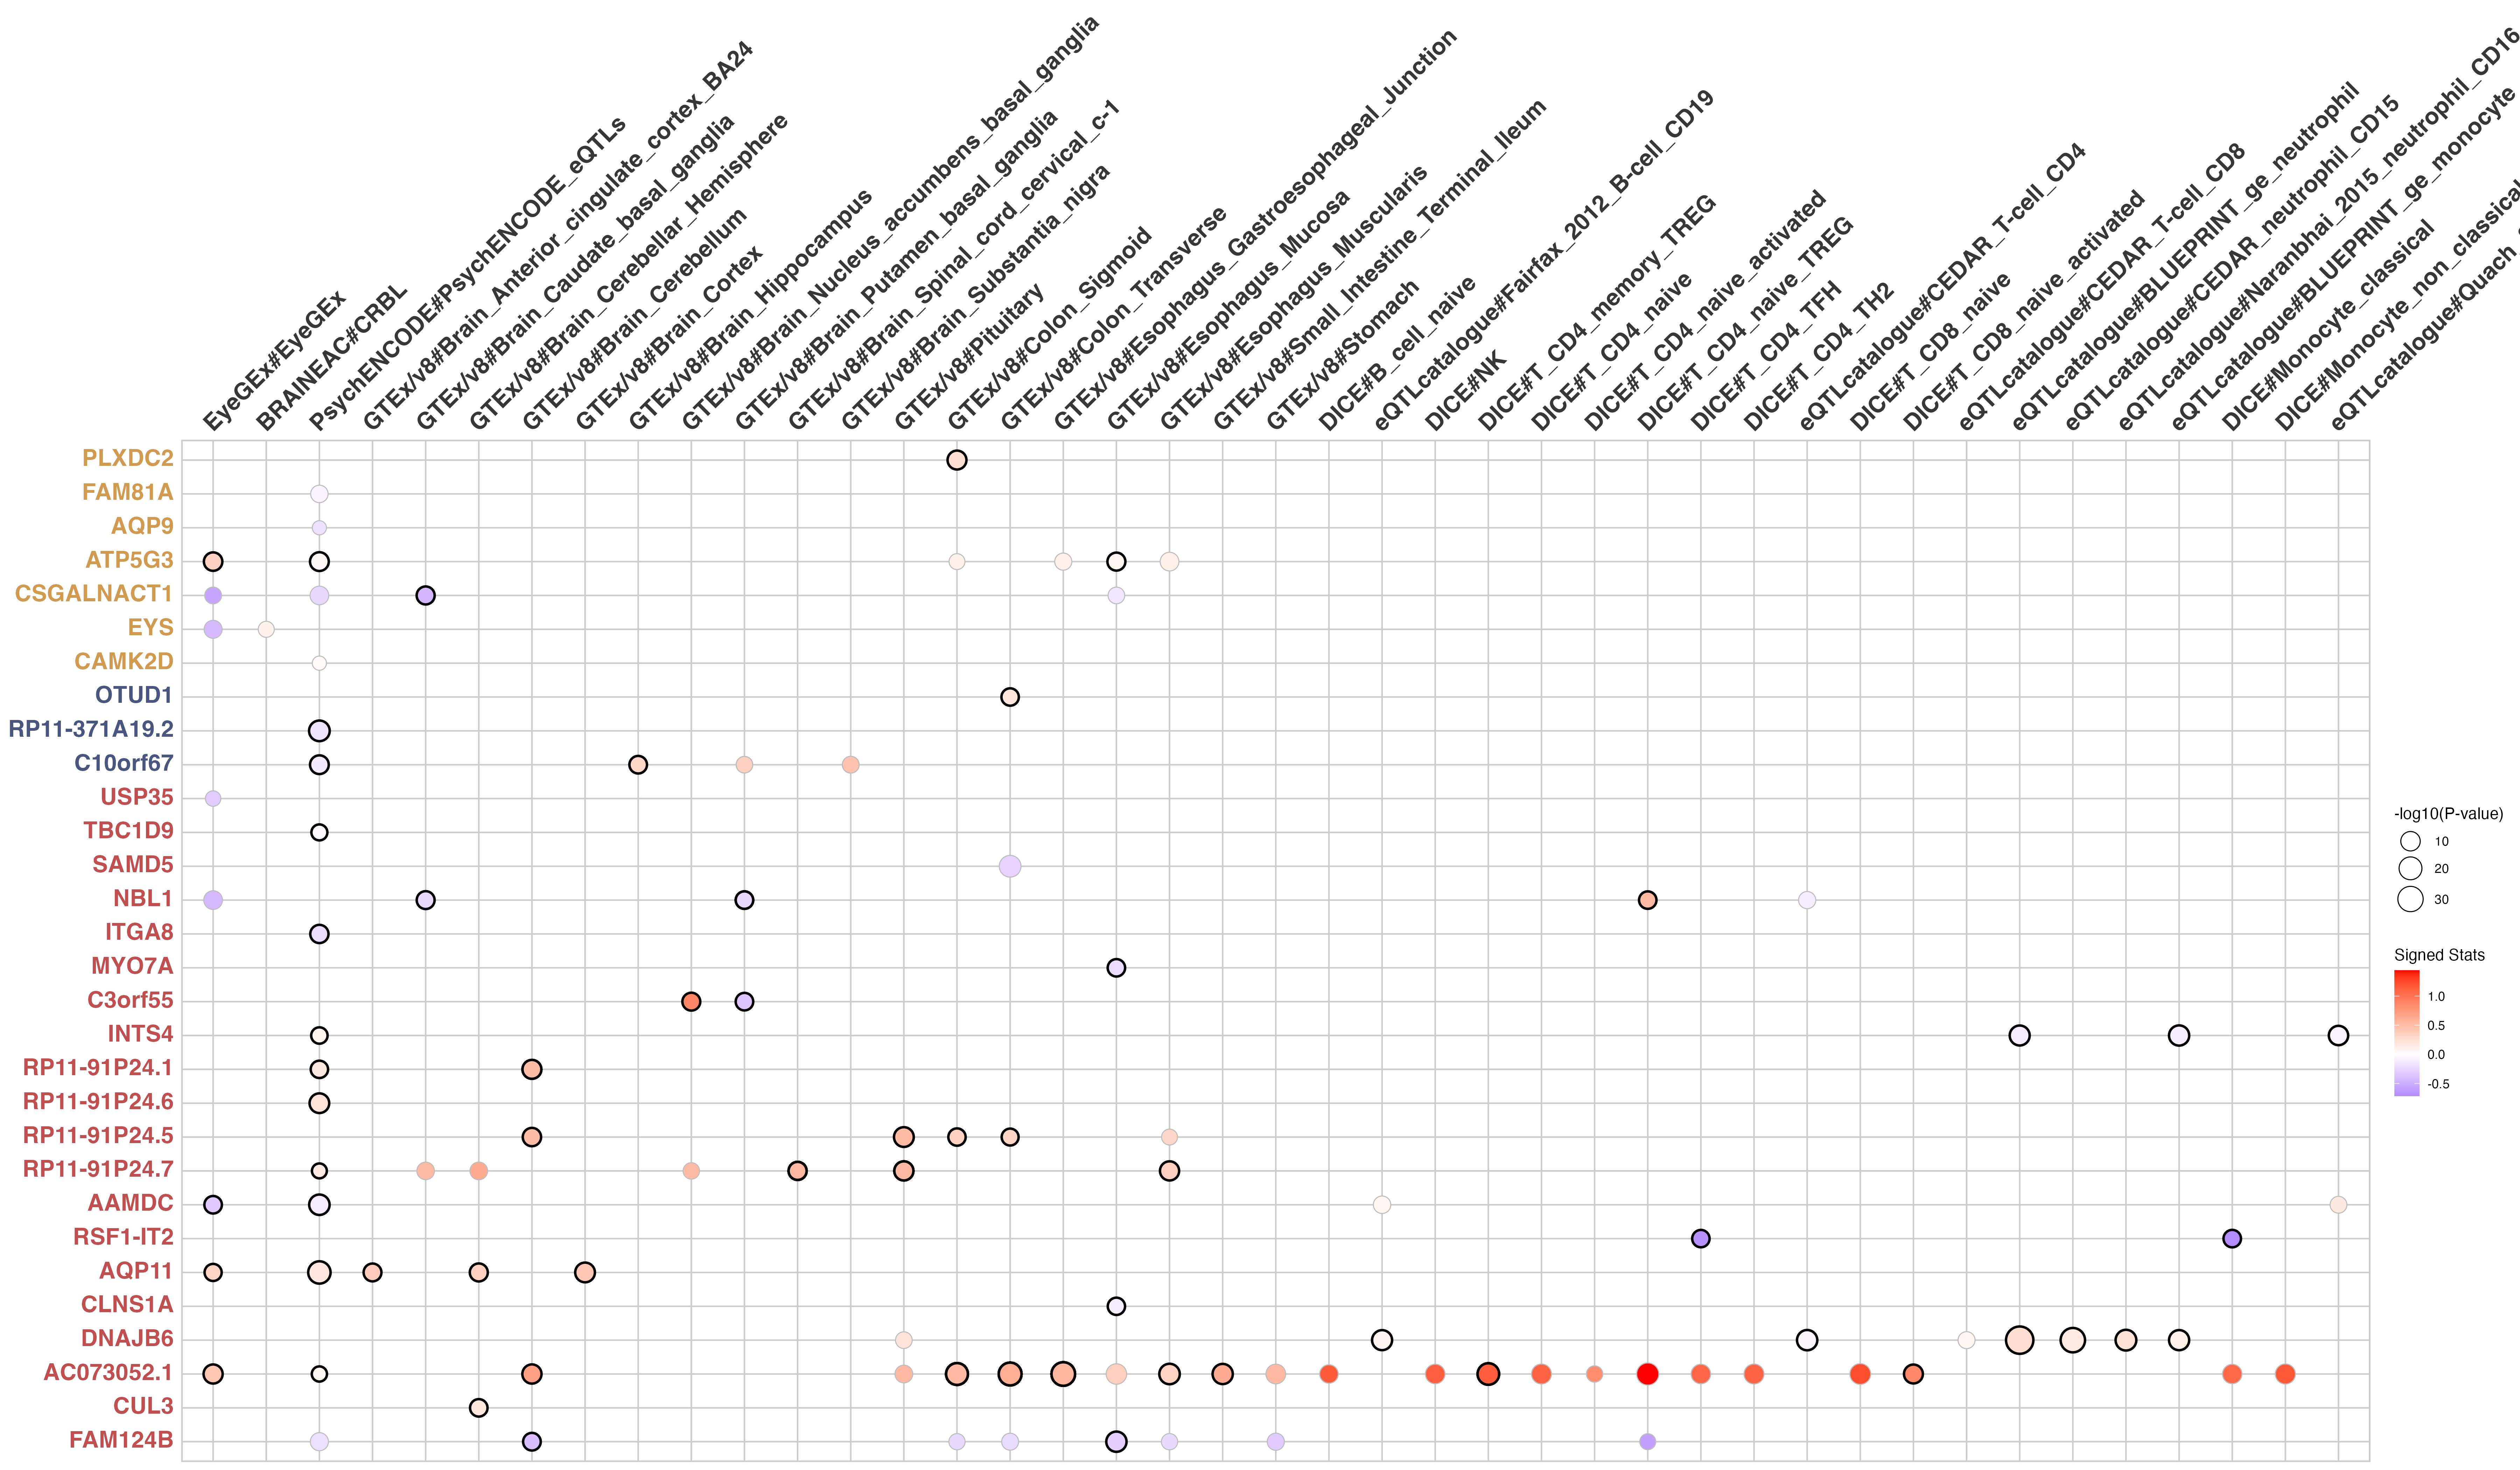 EyeGEx#EyeGEx
BRAINEAC#CRBL
PsychENCODE#PsychENCODE_eQTLs
GTEx/v8#Brain_Anterior_cingulate_cortex_BA24
GTEx/v8#Brain_Caudate_basal_ganglia
GTEx/v8#Brain_Cerebellar_Hemisphere
GTEx/v8#Brain_Cerebellum
GTEx/v8#Brain_Cortex
GTEx/v8#Brain_Hippocampus
GTEx/v8#Brain_Nucleus_accumbens_basal_ganglia
GTEx/v8#Brain_Putamen_basal_ganglia
GTEx/v8#Brain_Spinal_cord_cervical_c-1
GTEx/v8#Brain_Substantia_nigra
GTEx/v8#Pituitary
GTEx/v8#Colon_Sigmoid
GTEx/v8#Colon_Transverse
GTEx/v8#Esophagus_Gastroesophageal_Junction
GTEx/v8#Esophagus_Mucosa
GTEx/v8#Esophagus_Muscularis
GTEx/v8#Small_Intestine_Terminal_Ileum
GTEx/v8#Stomach
DICE#B_cell_naive
eQTLcatalogue#Fairfax_2012_B-cell_CD19
DICE#NK
DICE#T_CD4_memory_TREG
DICE#T_CD4_naive
DICE#T_CD4_naive_activated
DICE#T_CD4_naive_TREG
DICE#T_CD4_TFH
DICE#T_CD4_TH2
eQTLcatalogue#CEDAR_T-cell_CD4
DICE#T_CD8_naive
DICE#T_CD8_naive_activated
eQTLcatalogue#CEDAR_T-cell_CD8
eQTLcatalogue#BLUEPRINT_ge_neutrophil
eQTLcatalogue#CEDAR_neutrophil_CD15
eQTLcatalogue#Naranbhai_2015_neutrophil_CD16
eQTLcatalogue#BLUEPRINT_ge_monocyte
DICE#Monocyte_classical
DICE#Monocyte_non_classical
eQTLcatalogue#Quach_
PLXDC2
FAM81A
AQP9
ATP5G3
CSGALNACT1
EYS
CAMK2D
OTUD1
RP11-371A19.2
C10orf67
USP35
TBC1D9
SAMD5
NBL1
ITGA8
MYO7A
C3orf55
INTS4
RP11-91P24.1
RP11-91P24.6
RP11-91P24.5
RP11-91P24.7
AAMDC
RSF1-IT2
AQP11
CLNS1A
DNAJB6
AC073052.1
CUL3
FAM124B
-log10(P-value)
10
20
30
Signed Stats
1.0
0.5
0.0
-0.5